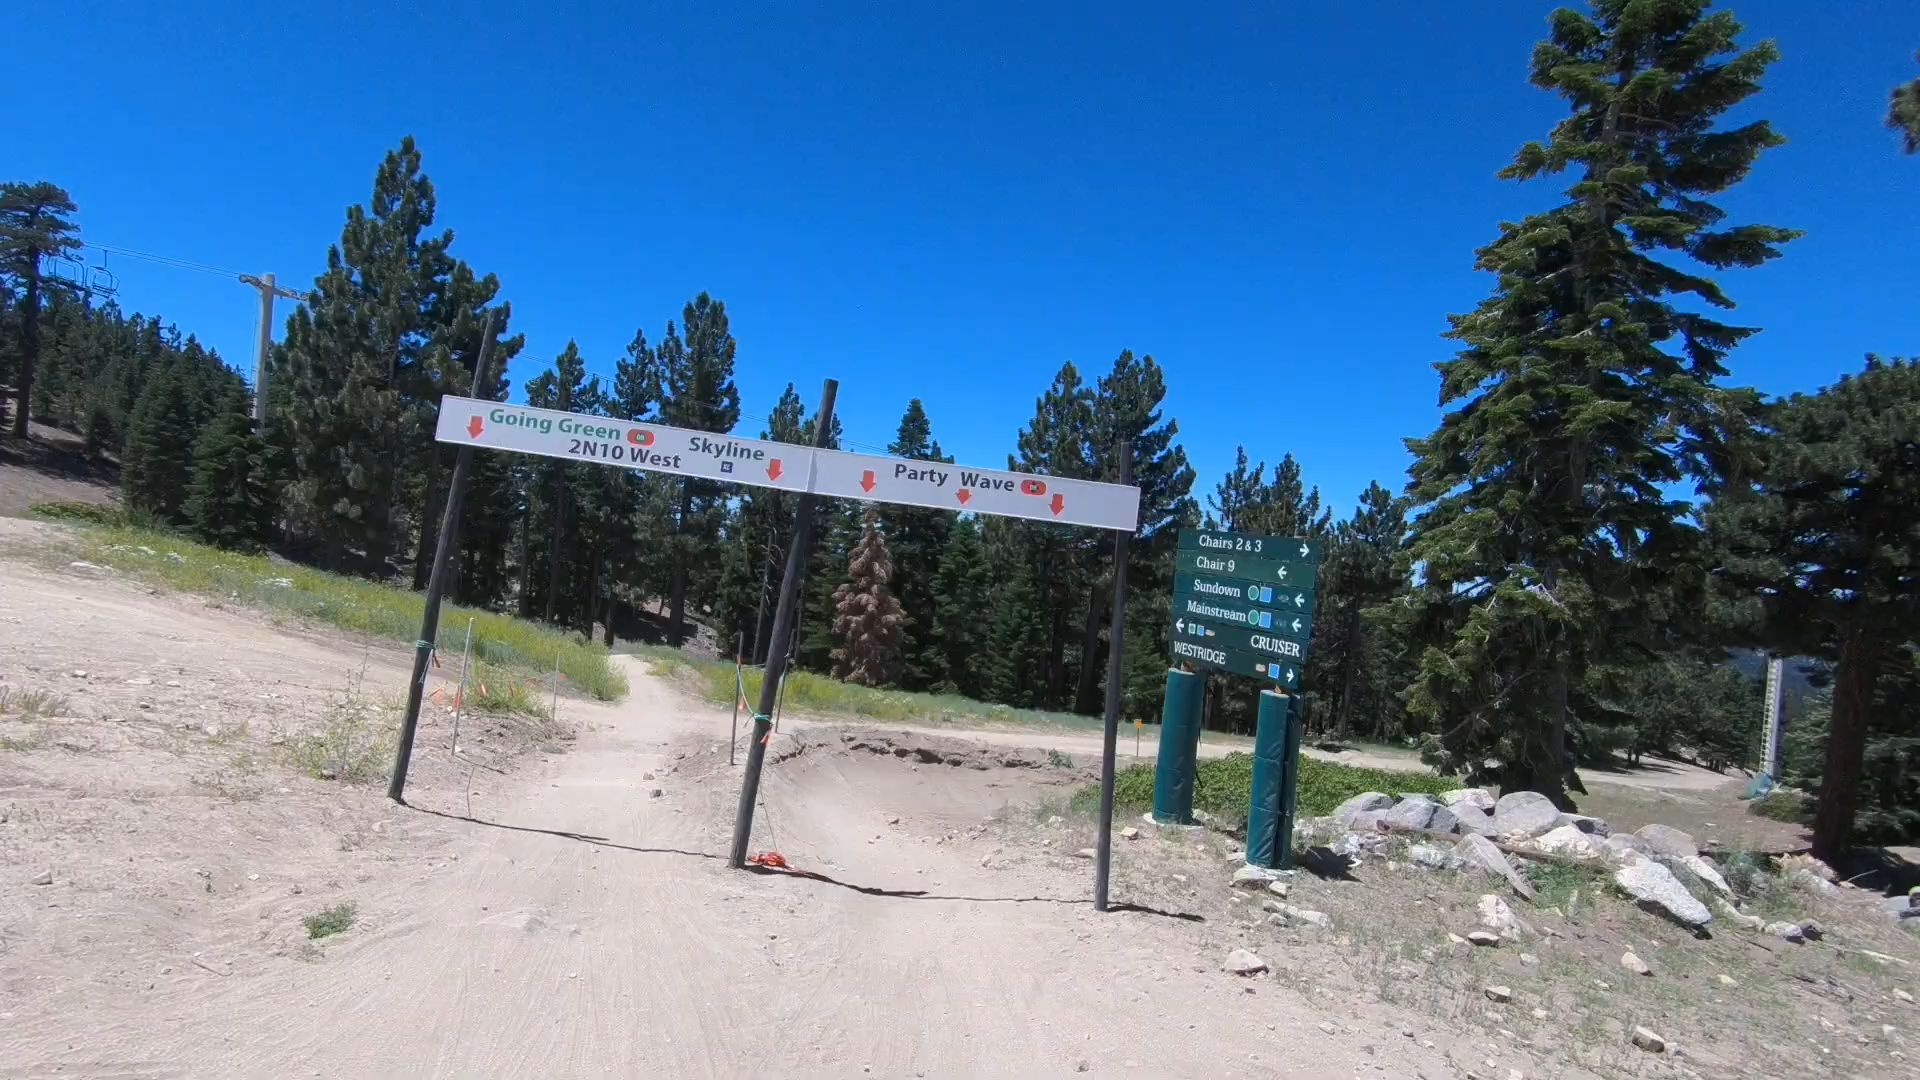 Going Green
2N10 West
Skyline
Party Wave
Chairs 2 & 3
Chair 9
Sundown
Mainstream
CRUISER
WESTRIDGE